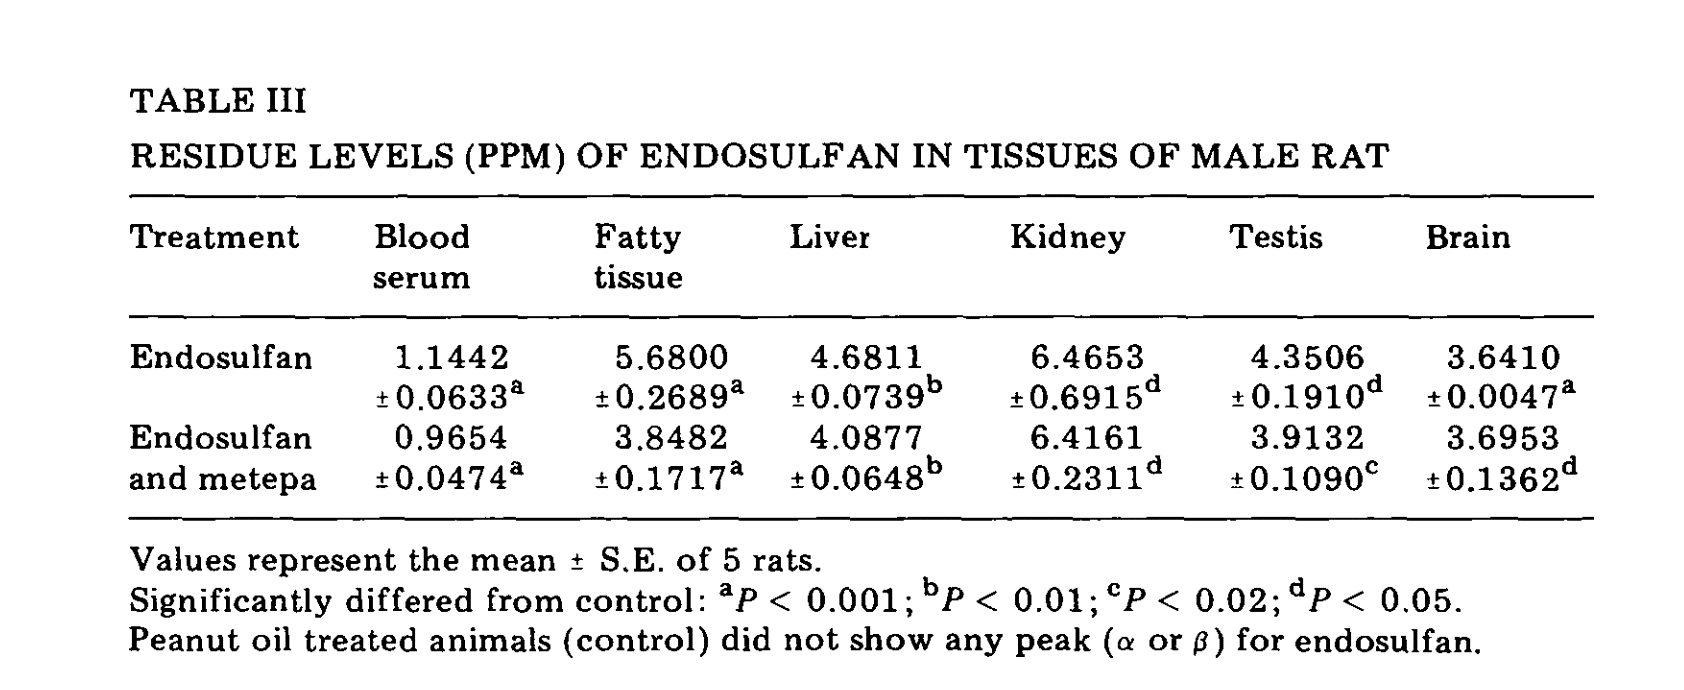 TABLE III
RESIDUE LEVELS (PPM) OF ENDOSULFAN IN TISSUES OF MALE RAT
Treatment Blood Fatty Liver Kidney Testis Brain
serum tissue
Endosulfan 1.1442 5.6800 4.6811 6.4653 4.3506 3.6410
±0.0633ᵃ ±0.2689ᵃ ±0.0739ᵇ ±0.6915ᵈ ±0.1910ᵈ ±0.0047ᵃ
Endosulfan 0.9654 3.8482 4.0877 6.4161 3.9132 3.6953
and metepa ±0.0474ᵃ ±0.1717ᵃ ±0.0648ᵇ ±0.2311ᵈ ±0.1090ᶜ ±0.1362ᵈ
Values represent the mean ± S.E. of 5 rats.
Significantly differed from control: ᵃP < 0.001; ᵇP < 0.01; ᶜP < 0.02; ᵈP < 0.05.
Peanut oil treated animals (control) did not show any peak (α or β) for endosulfan.